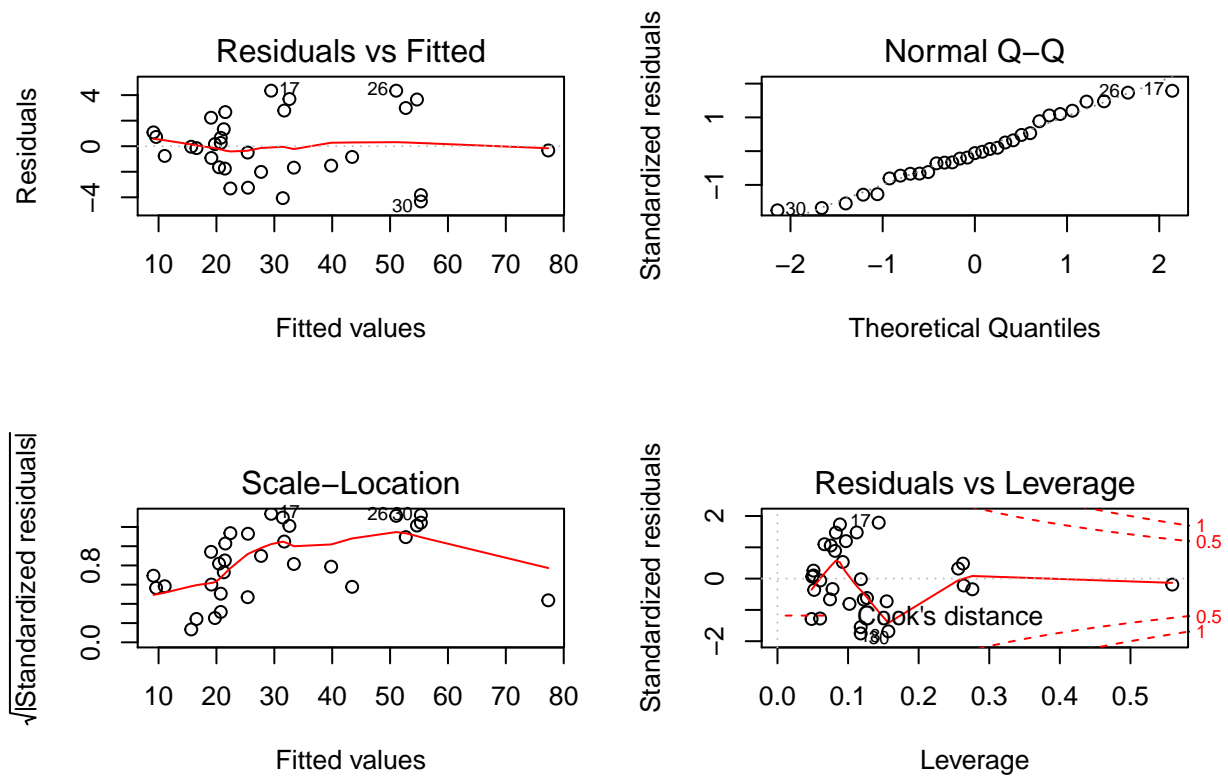 Residuals vs Fitted
Residuals
4
0
−4
17
26
30
10 20 30 40 50 60 70 80
Fitted values
Normal Q−Q
Standardized residuals
1
−1
26 17
30
−2 −1 0 1 2
Theoretical Quantiles
Scale−Location
√|Standardized residuals|
0.8
0.0
17
26 30
10 20 30 40 50 60 70 80
Fitted values
Residuals vs Leverage
Standardized residuals
2
0
−2
17
Cook's distance
30
1
0.5
0.5
1
0.0 0.1 0.2 0.3 0.4 0.5
Leverage